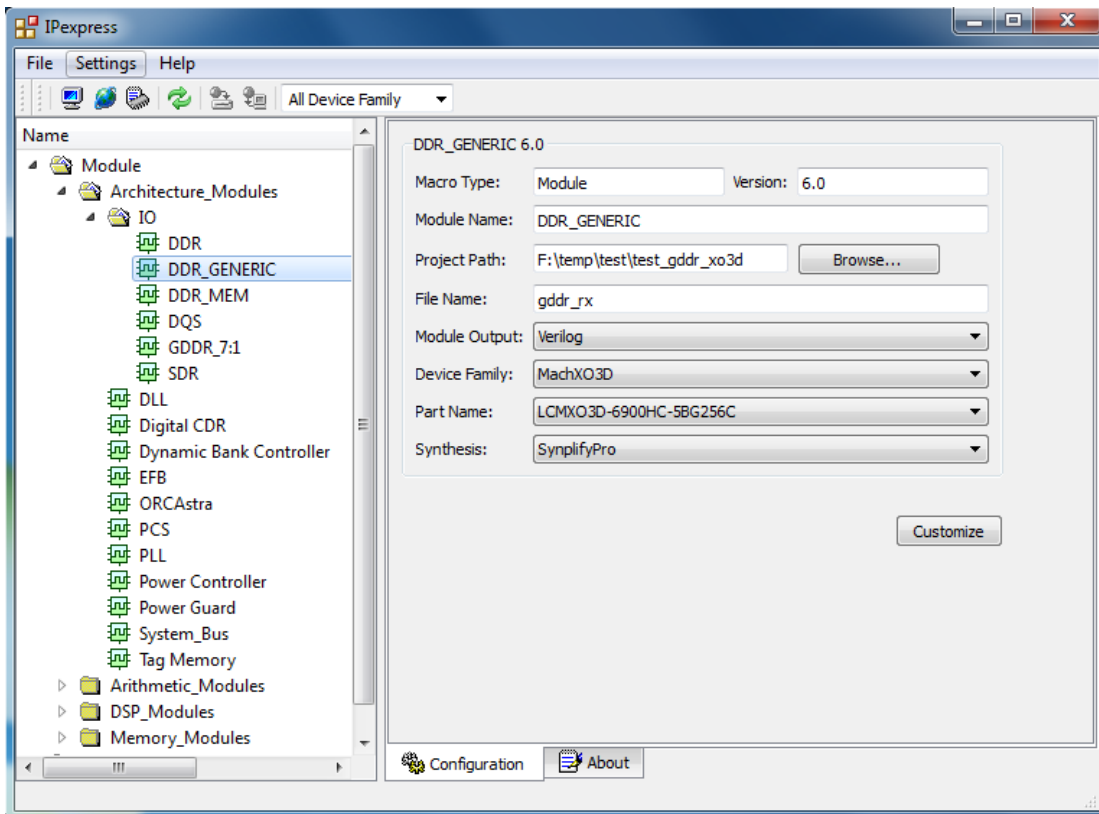 IPexpress
File Settings Help
All Device Family
Name
Module
Architecture_Modules
IO
DDR
DDR_GENERIC
DDR_MEM
DQS
GDDR_7:1
SDR
DLL
Digital CDR
Dynamic Bank Controller
EFB
ORCAstra
PCS
PLL
Power Controller
Power Guard
System_Bus
Tag Memory
Arithmetic_Modules
DSP_Modules
Memory_Modules
DDR_GENERIC 6.0
Macro Type: Module Version: 6.0
Module Name: DDR_GENERIC
Project Path: F:\temp\test\test_gddr_xo3d Browse...
File Name: gddr_rx
Module Output: Verilog
Device Family: MachXO3D
Part Name: LCMXO3D-6900HC-5BG256C
Synthesis: SynplifyPro
Customize
Configuration About